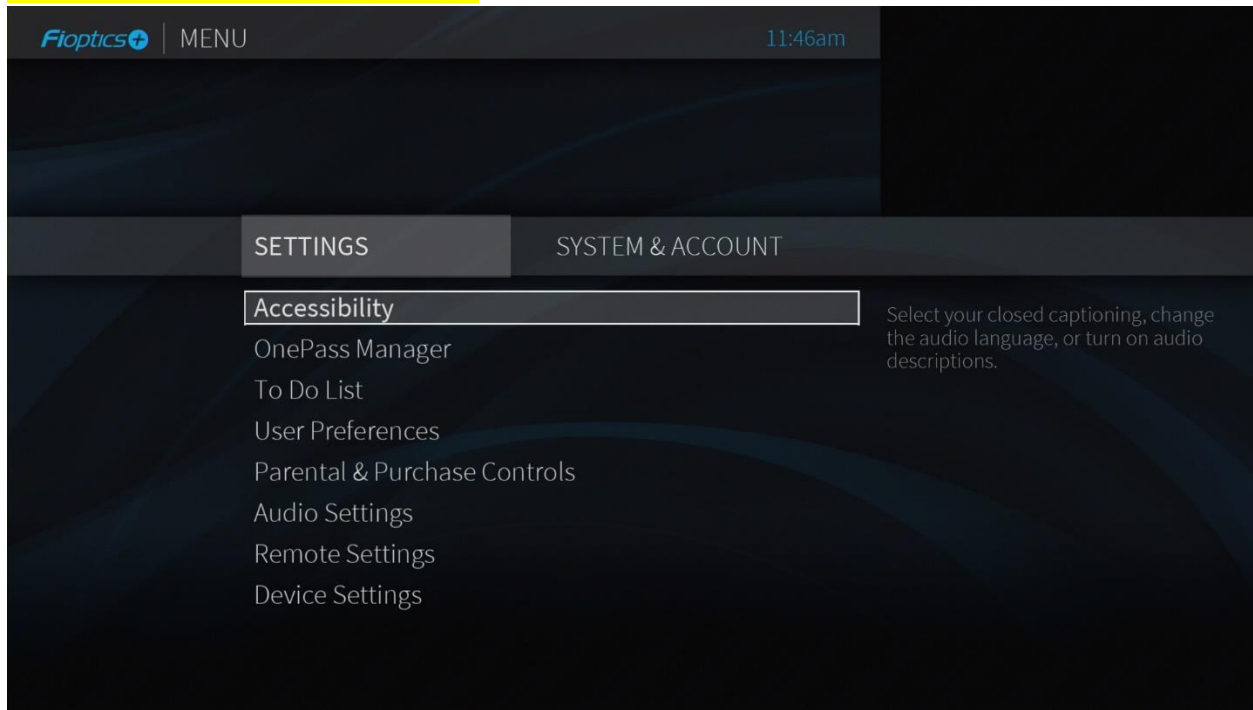 Fioptics+ MENU 11:46am
SETTINGS SYSTEM & ACCOUNT
Accessibility
OnePass Manager
To Do List
User Preferences
Parental & Purchase Controls
Audio Settings
Remote Settings
Device Settings
Select your closed captioning, change
the audio language, or turn on audio
descriptions.